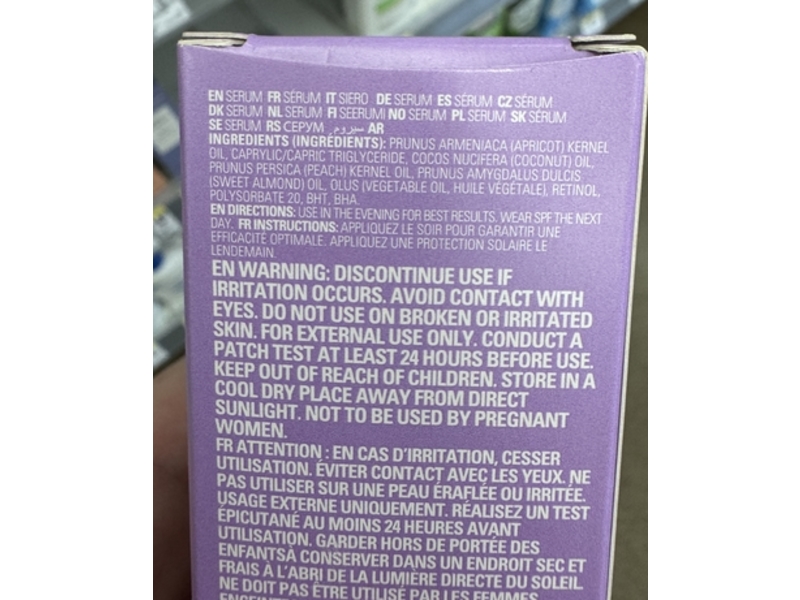 EN SERUM FR SÉRUM IT SIERO DE SERUM ES SÉRUM CZ SÉRUM
DK SERUM NL SERUM FI SEERUMI NO SERUM PL SERUM SK SÉRUM
SE SERUM RS СЕРУМ سيروم AR
INGREDIENTS (INGRÉDIENTS): PRUNUS ARMENIACA (APRICOT) KERNEL
OIL, CAPRYLIC/CAPRIC TRIGLYCERIDE, COCOS NUCIFERA (COCONUT) OIL,
PRUNUS PERSICA (PEACH) KERNEL OIL, PRUNUS AMYGDALUS DULCIS
(SWEET ALMOND) OIL, OLUS (VEGETABLE OIL, HUILE VÉGÉTALE), RETINOL,
POLYSORBATE 20, BHT, BHA.
EN DIRECTIONS: USE IN THE EVENING FOR BEST RESULTS. WEAR SPF THE NEXT
DAY. FR INSTRUCTIONS: APPLIQUEZ LE SOIR POUR GARANTIR UNE
EFFICACITÉ OPTIMALE. APPLIQUEZ UNE PROTECTION SOLAIRE LE
LENDEMAIN.
EN WARNING: DISCONTINUE USE IF
IRRITATION OCCURS. AVOID CONTACT WITH
EYES. DO NOT USE ON BROKEN OR IRRITATED
SKIN. FOR EXTERNAL USE ONLY. CONDUCT A
PATCH TEST AT LEAST 24 HOURS BEFORE USE.
KEEP OUT OF REACH OF CHILDREN. STORE IN A
COOL DRY PLACE AWAY FROM DIRECT
SUNLIGHT. NOT TO BE USED BY PREGNANT
WOMEN.
FR ATTENTION : EN CAS D'IRRITATION, CESSER
UTILISATION. ÉVITER CONTACT AVEC LES YEUX. NE
PAS UTILISER SUR UNE PEAU ÉRAFLÉE OU IRRITÉE.
USAGE EXTERNE UNIQUEMENT. RÉALISEZ UN TEST
ÉPICUTANÉ AU MOINS 24 HEURES AVANT
UTILISATION. GARDER HORS DE PORTÉE DES
ENFANTSÀ CONSERVER DANS UN ENDROIT SEC ET
FRAIS À L'ABRI DE LA LUMIÈRE DIRECTE DU SOLEIL
NE DOIT PAS ÊTRE UTILISÉ PAR LES FEMMES